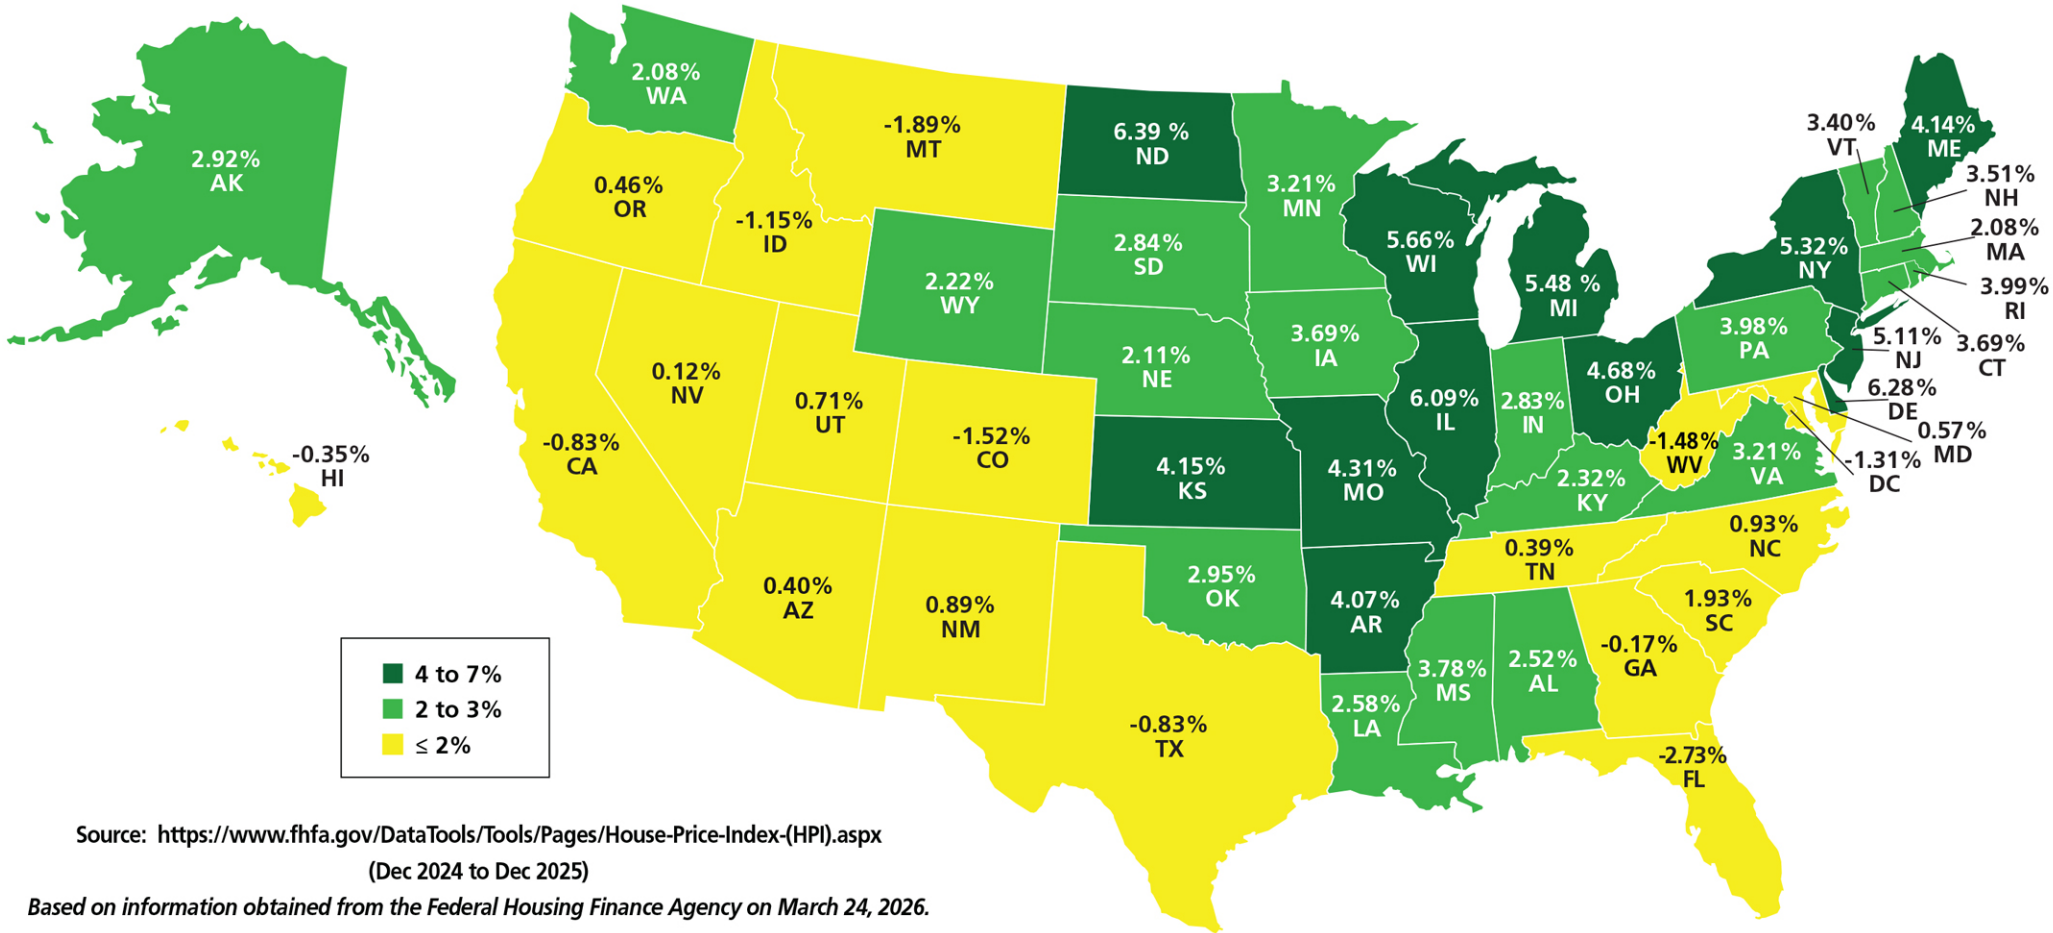 2.92%
AK
-0.35%
HI
2.08%
WA
0.46%
OR
-1.15%
ID
-1.89%
MT
6.39 %
ND
3.21%
MN
2.84%
SD
2.22%
WY
2.11%
NE
3.69%
IA
5.66%
WI
5.48 %
MI
6.09%
IL
2.83%
IN
4.68%
OH
-0.83%
CA
0.12%
NV
0.71%
UT
-1.52%
CO
4.15%
KS
4.31%
MO
2.32%
KY
-1.48%
WV
3.21%
VA
0.40%
AZ
0.89%
NM
2.95%
OK
4.07%
AR
0.39%
TN
0.93%
NC
1.93%
SC
-0.17%
GA
2.52%
AL
3.78%
MS
2.58%
LA
-0.83%
TX
-2.73%
FL
3.98%
PA
5.32%
NY
3.40%
VT
4.14%
ME
3.51%
NH
2.08%
MA
3.99%
RI
3.69%
CT
5.11%
NJ
6.28%
DE
0.57%
MD
-1.31%
DC
4 to 7%
2 to 3%
≤ 2%
Source: https://www.fhfa.gov/DataTools/Tools/Pages/House-Price-Index-(HPI).aspx
(Dec 2024 to Dec 2025)
Based on information obtained from the Federal Housing Finance Agency on March 24, 2026.